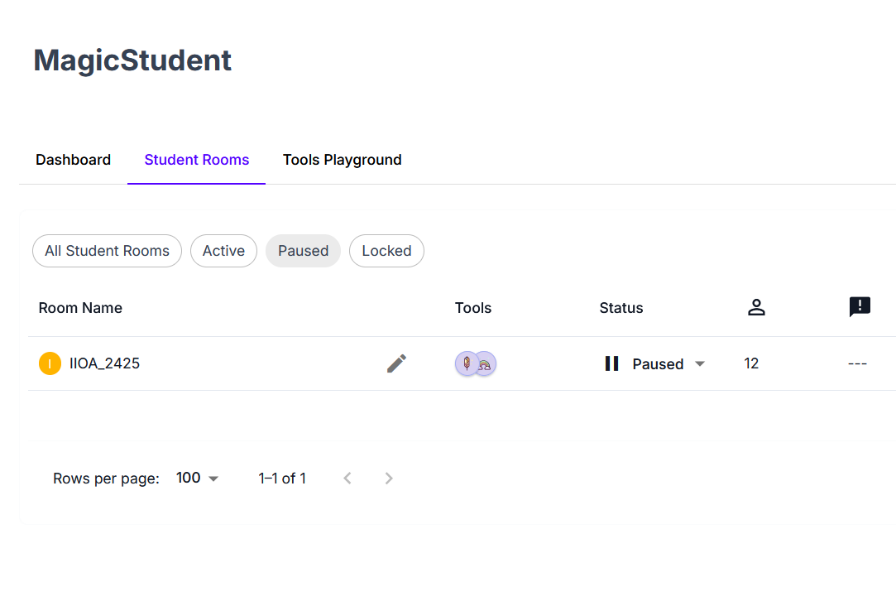 MagicStudent
Dashboard Student Rooms Tools Playground
All Student Rooms Active Paused Locked
Room Name Tools Status
I IIOA_2425 Paused 12 ---
Rows per page: 100 1–1 of 1